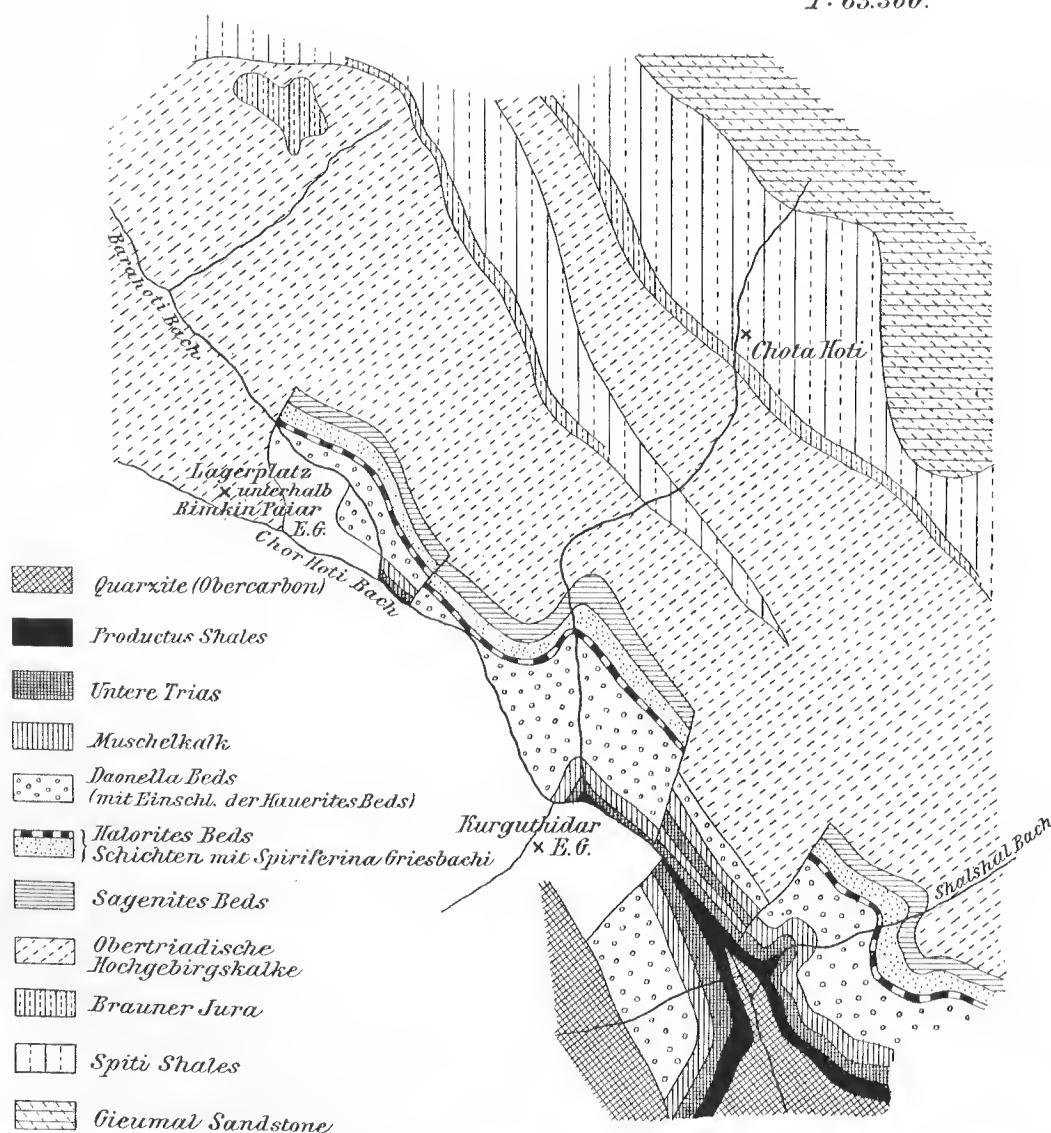 1 : 63.360.
Barahoti Bach
Chota Hoti
Lagerplatz
unterhalb
Rimkin Paiar
E.G.
Chor Hoti Bach
Kurguthidar
E.G.
Shalshal Bach
Quarzite (Obercarbon)
Productus Shales
Untere Trias
Muschelkalk
Daonella Beds
(mit Einschl. der Hauerites Beds)
Halorites Beds
Schichten mit Spiriferina Griesbachi
Sagenites Beds
Obertriadische
Hochgebirgskalke
Brauner Jura
Spiti Shales
Gieumal Sandstone